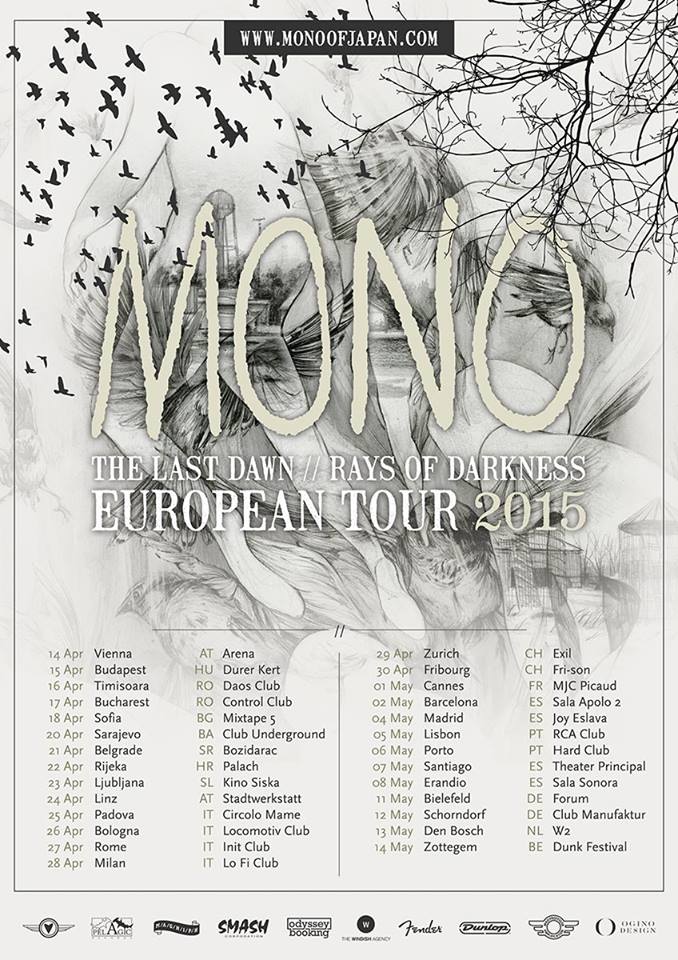 WWW.MONOOFJAPAN.COM
MONO
THE LAST DAWN // RAYS OF DARKNESS
EUROPEAN TOUR 2015
//
14 Apr Vienna AT Arena
15 Apr Budapest HU Durer Kert
16 Apr Timisoara RO Daos Club
17 Apr Bucharest RO Control Club
18 Apr Sofia BG Mixtape 5
20 Apr Sarajevo BA Club Underground
21 Apr Belgrade SR Bozidarac
22 Apr Rijeka HR Palach
23 Apr Ljubljana SL Kino Siska
24 Apr Linz AT Stadtwerkstatt
25 Apr Padova IT Circolo Mame
26 Apr Bologna IT Locomotiv Club
27 Apr Rome IT Init Club
28 Apr Milan IT Lo Fi Club
29 Apr Zurich CH Exil
30 Apr Fribourg CH Fri-son
01 May Cannes FR MJC Picaud
02 May Barcelona ES Sala Apolo 2
04 May Madrid ES Joy Eslava
05 May Lisbon PT RCA Club
06 May Porto PT Hard Club
07 May Santiago ES Theater Principal
08 May Erandio ES Sala Sonora
11 May Bielefeld DE Forum
12 May Schorndorf DE Club Manufaktur
13 May Den Bosch NL W2
14 May Zottegem BE Dunk Festival
PELAGIC
SMASH
CORPORATION
odyssey
booking
W
THE WINDISH AGENCY
Fender
DUNLOP
OGINO
DESIGN